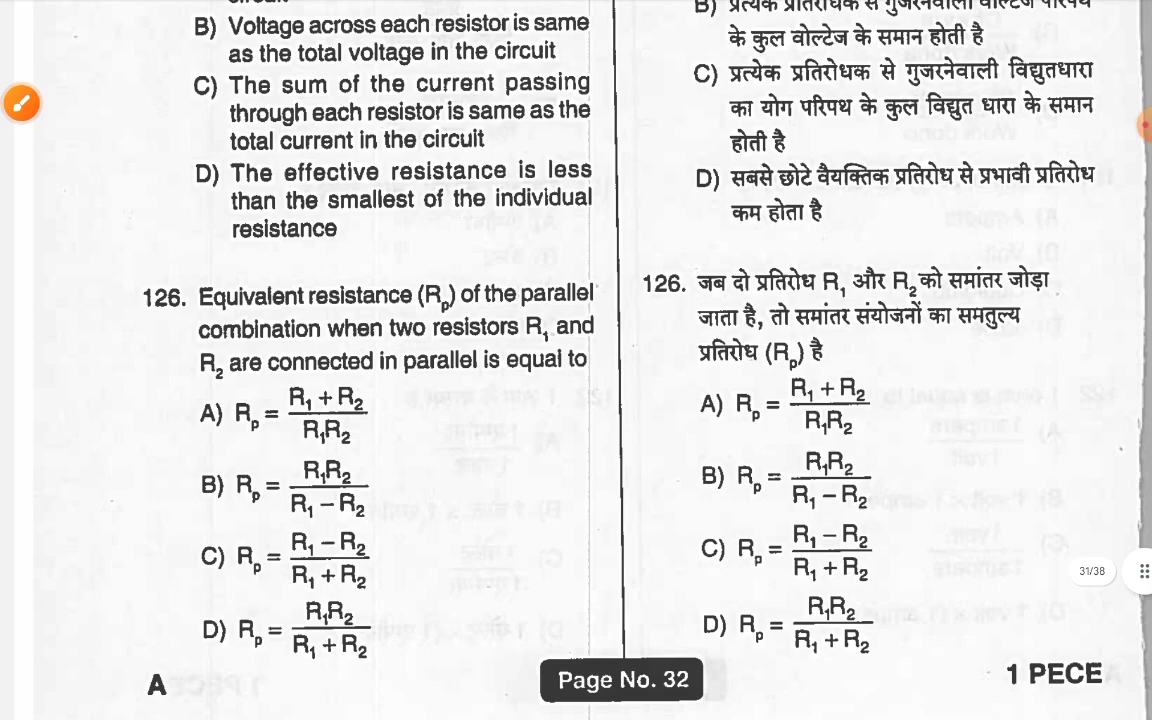 B) Voltage across each resistor is same
as the total voltage in the circuit
C) The sum of the current passing
through each resistor is same as the
total current in the circuit
D) The effective resistance is less
than the smallest of the individual
resistance
126. Equivalent resistance (Rₚ) of the parallel
combination when two resistors R₁ and
R₂ are connected in parallel is equal to
A) Rₚ = (R₁ + R₂) / (R₁R₂)
B) Rₚ = (R₁R₂) / (R₁ − R₂)
C) Rₚ = (R₁ − R₂) / (R₁ + R₂)
D) Rₚ = (R₁R₂) / (R₁ + R₂)
A
B) प्रत्येक प्रतिरोधक से गुजरनेवाली वोल्टेज परिपथ
के कुल वोल्टेज के समान होती है
C) प्रत्येक प्रतिरोधक से गुजरनेवाली विद्युतधारा
का योग परिपथ के कुल विद्युत धारा के समान
होती है
D) सबसे छोटे वैयक्तिक प्रतिरोध से प्रभावी प्रतिरोध
कम होता है
126. जब दो प्रतिरोध R₁ और R₂ को समांतर जोड़ा
जाता है, तो समातर संयोजनों का समतुल्य
प्रतिरोध (Rₚ) है
A) Rₚ = (R₁ + R₂) / (R₁R₂)
B) Rₚ = (R₁R₂) / (R₁ − R₂)
C) Rₚ = (R₁ − R₂) / (R₁ + R₂)
D) Rₚ = (R₁R₂) / (R₁ + R₂)
31/38
Page No. 32
1 PECE